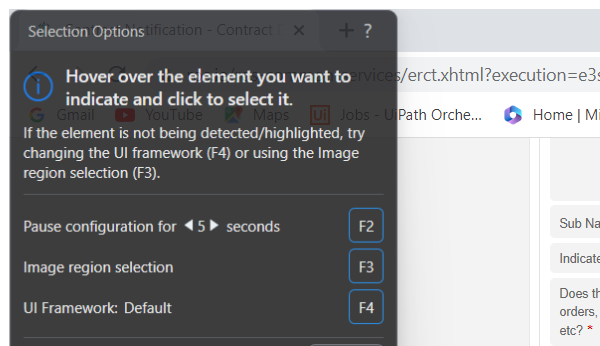 Selection Options
Notification - Contract
?
Hover over the element you want to
indicate and click to select it.
ervices/erct.xhtml?execution=e3s
Gmail YouTube Maps Ui Jobs - UiPath Orche... Home | Mi
If the element is not being detected/highlighted, try
changing the UI framework (F4) or using the Image
region selection (F3).
Pause configuration for 5 seconds F2
Image region selection F3
UI Framework: Default F4
Sub Na
Indicate
Does th
orders,
etc? *